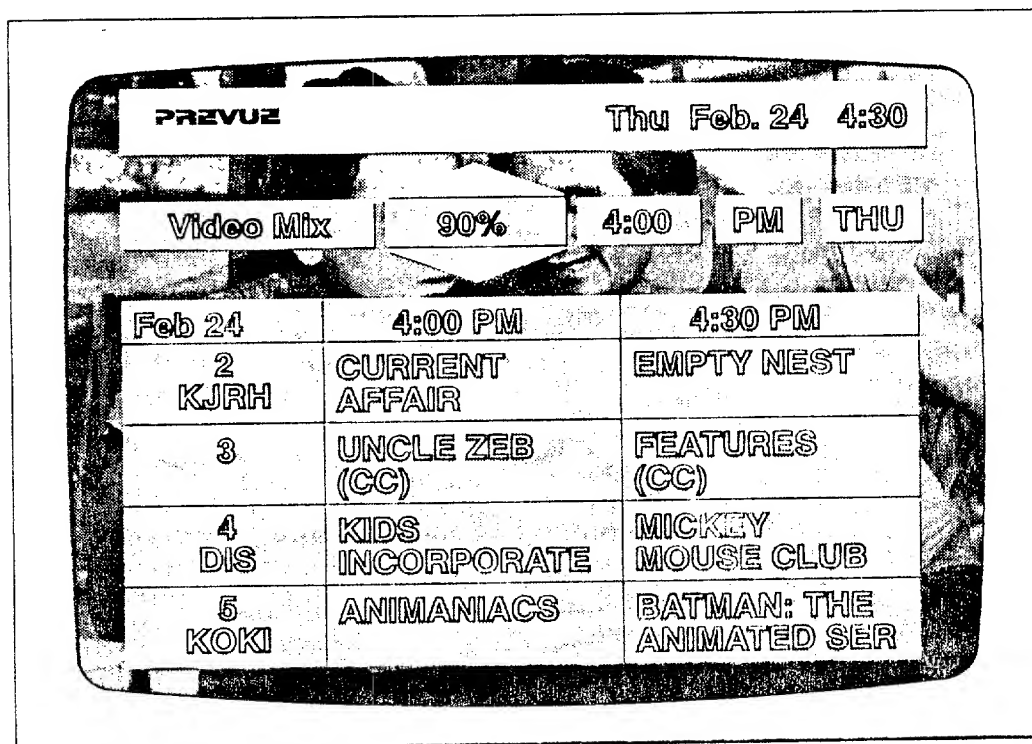 PREVUE Thu Feb. 24 4:30
Video Mix 90% 4:00 PM THU
Feb 24 4:00 PM 4:30 PM
2 CURRENT EMPTY NEST
KJRH AFFAIR
3 UNCLE ZEB FEATURES
(CC) (CC)
4 KIDS MICKEY
DIS INCORPORATE MOUSE CLUB
5 ANIMANIACS BATMAN: THE
KOKI ANIMATED SER